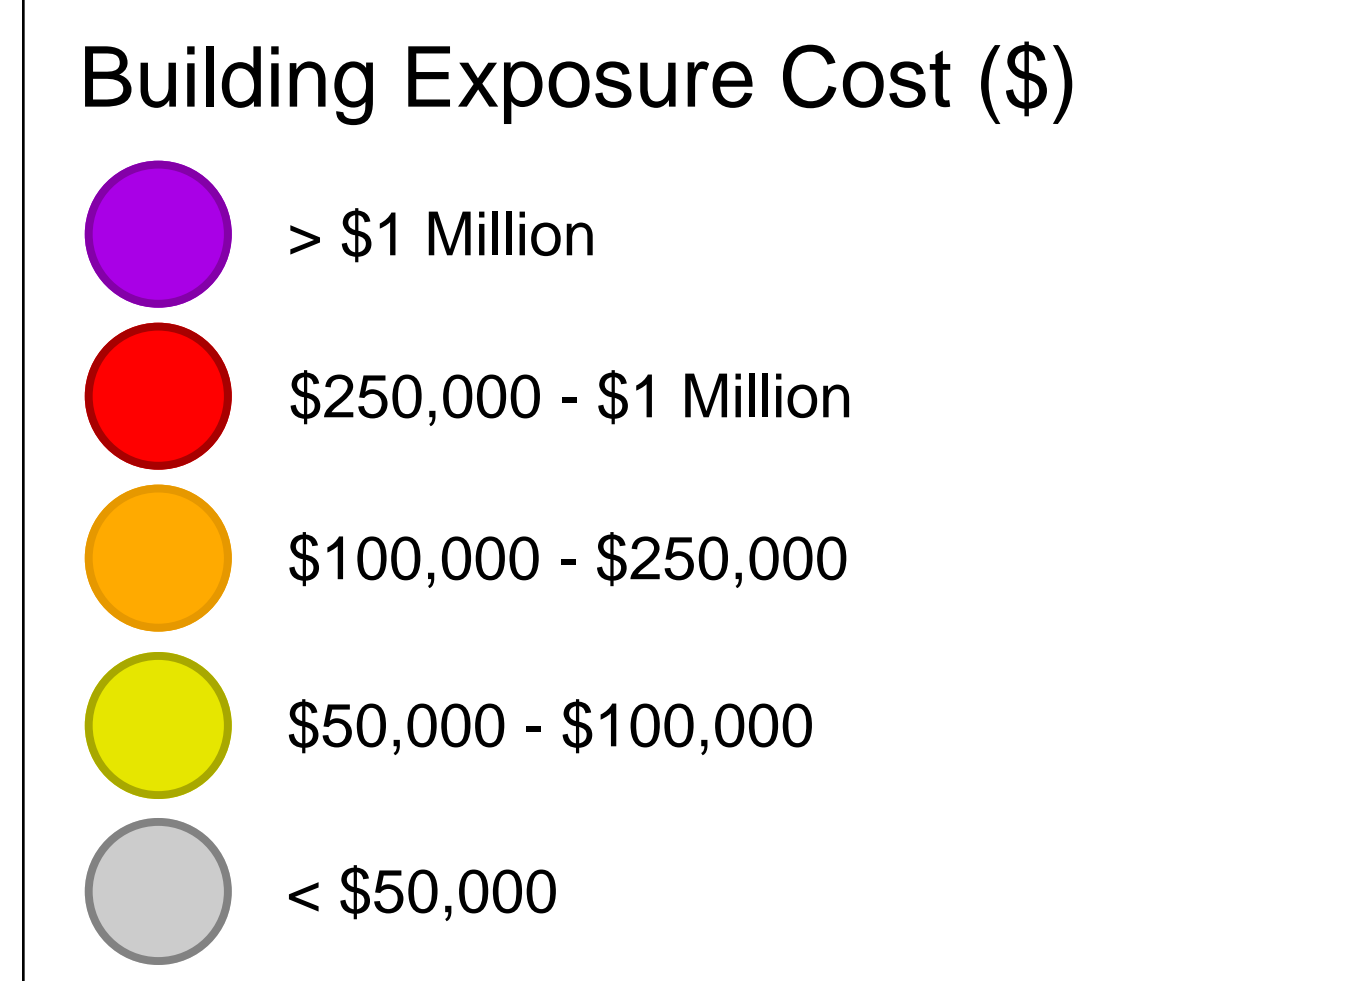 Building Exposure Cost ($)
> $1 Million
$250,000 - $1 Million
$100,000 - $250,000
$50,000 - $100,000
< $50,000